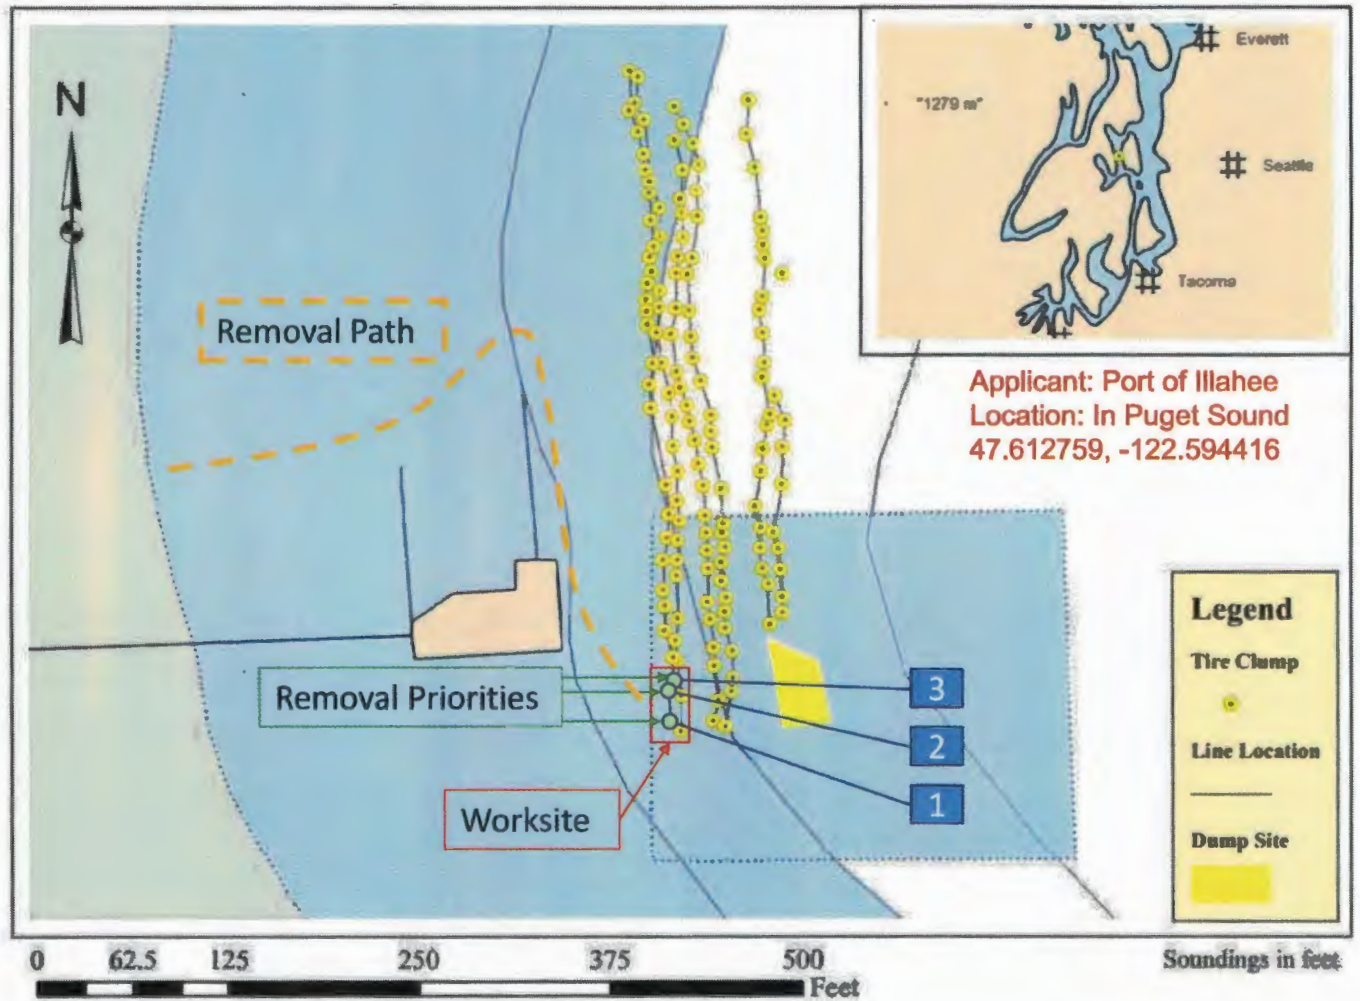 N
"1279 m"
Everett
Seattle
Tacoma
Removal Path
Applicant: Port of Illahee
Location: In Puget Sound
47.612759, -122.594416
Removal Priorities
Worksite
3
2
1
Legend
Tire Clump
Line Location
Dump Site
0 62.5 125 250 375 500
Feet
Soundings in feet